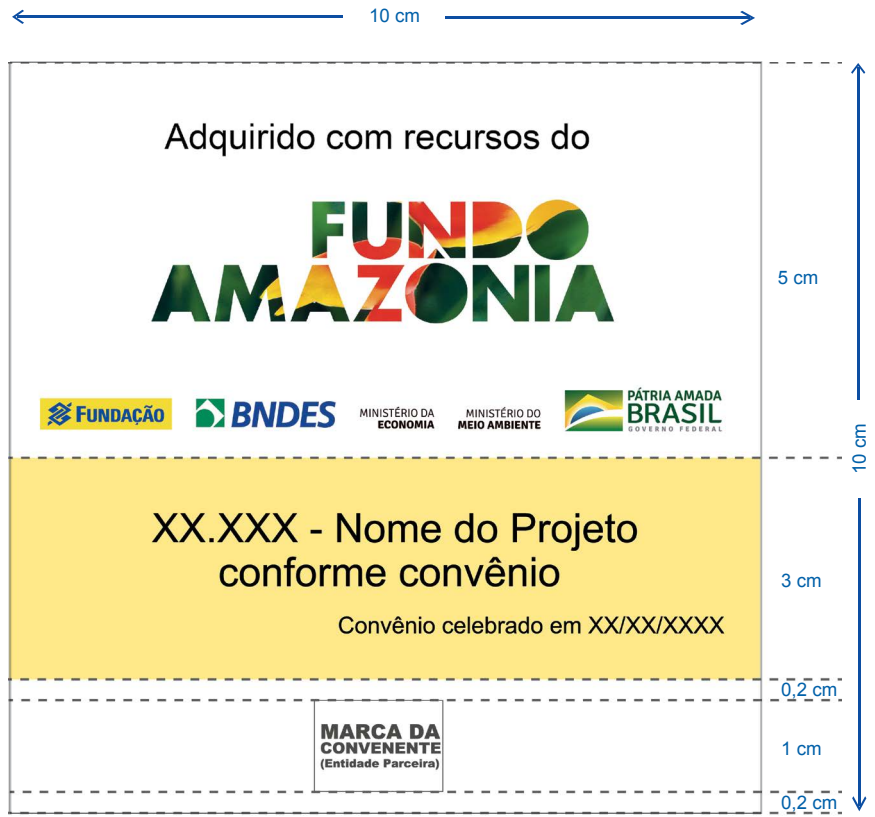 10 cm
Adquirido com recursos do
FUNDO
AMAZÔNIA
5 cm
FUNDAÇÃO
BNDES
MINISTÉRIO DA
ECONOMIA
MINISTÉRIO DO
MEIO AMBIENTE
PÁTRIA AMADA
BRASIL
GOVERNO FEDERAL
10 cm
XX.XXX - Nome do Projeto
conforme convênio
3 cm
Convênio celebrado em XX/XX/XXXX
0,2 cm
MARCA DA
CONVENENTE
(Entidade Parceira)
1 cm
0,2 cm